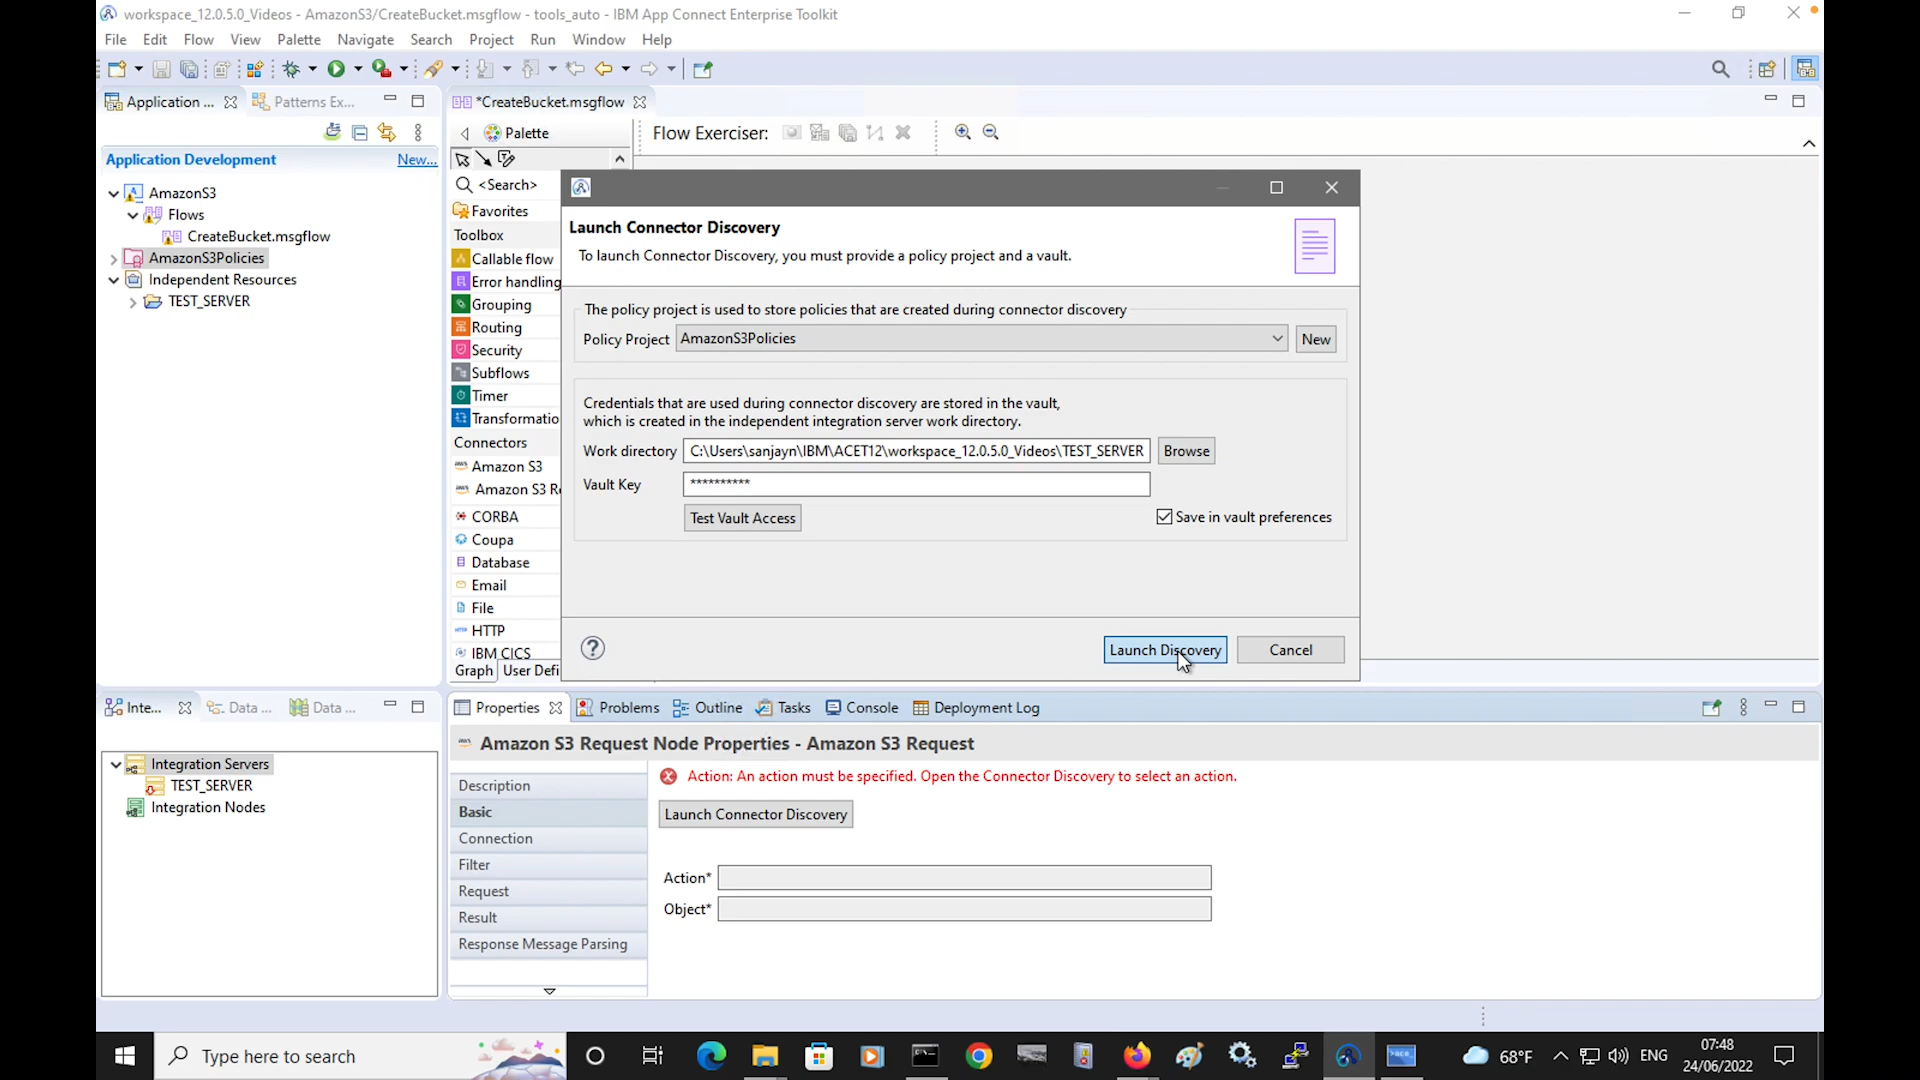 workspace_12.0.5.0_Videos - AmazonS3/CreateBucket.msgflow - tools_auto - IBM App Connect Enterprise Toolkit
File Edit Flow View Palette Navigate Search Project Run Window Help
Application ... Patterns Ex... *CreateBucket.msgflow
Palette Flow Exerciser:
Application Development New...
AmazonS3
Flows
CreateBucket.msgflow
AmazonS3Policies
Independent Resources
TEST_SERVER
<Search>
Favorites
Toolbox
Callable flow
Error handling
Grouping
Routing
Security
Subflows
Timer
Transformatio
Connectors
Amazon S3
Amazon S3 Re
CORBA
Coupa
Database
Email
File
HTTP
IBM CICS
Graph User Defi
Launch Connector Discovery
To launch Connector Discovery, you must provide a policy project and a vault.
The policy project is used to store policies that are created during connector discovery
Policy Project AmazonS3Policies New
Credentials that are used during connector discovery are stored in the vault,
which is created in the independent integration server work directory.
Work directory C:\Users\sanjayn\IBM\ACET12\workspace_12.0.5.0_Videos\TEST_SERVER Browse
Vault Key **********
Test Vault Access Save in vault preferences
Launch Discovery Cancel
Inte... Data ... Data ...
Integration Servers
TEST_SERVER
Integration Nodes
Properties Problems Outline Tasks Console Deployment Log
Amazon S3 Request Node Properties - Amazon S3 Request
Description
Basic
Connection
Filter
Request
Result
Response Message Parsing
Action: An action must be specified. Open the Connector Discovery to select an action.
Launch Connector Discovery
Action*
Object*
Type here to search
68°F ENG 07:48
24/06/2022